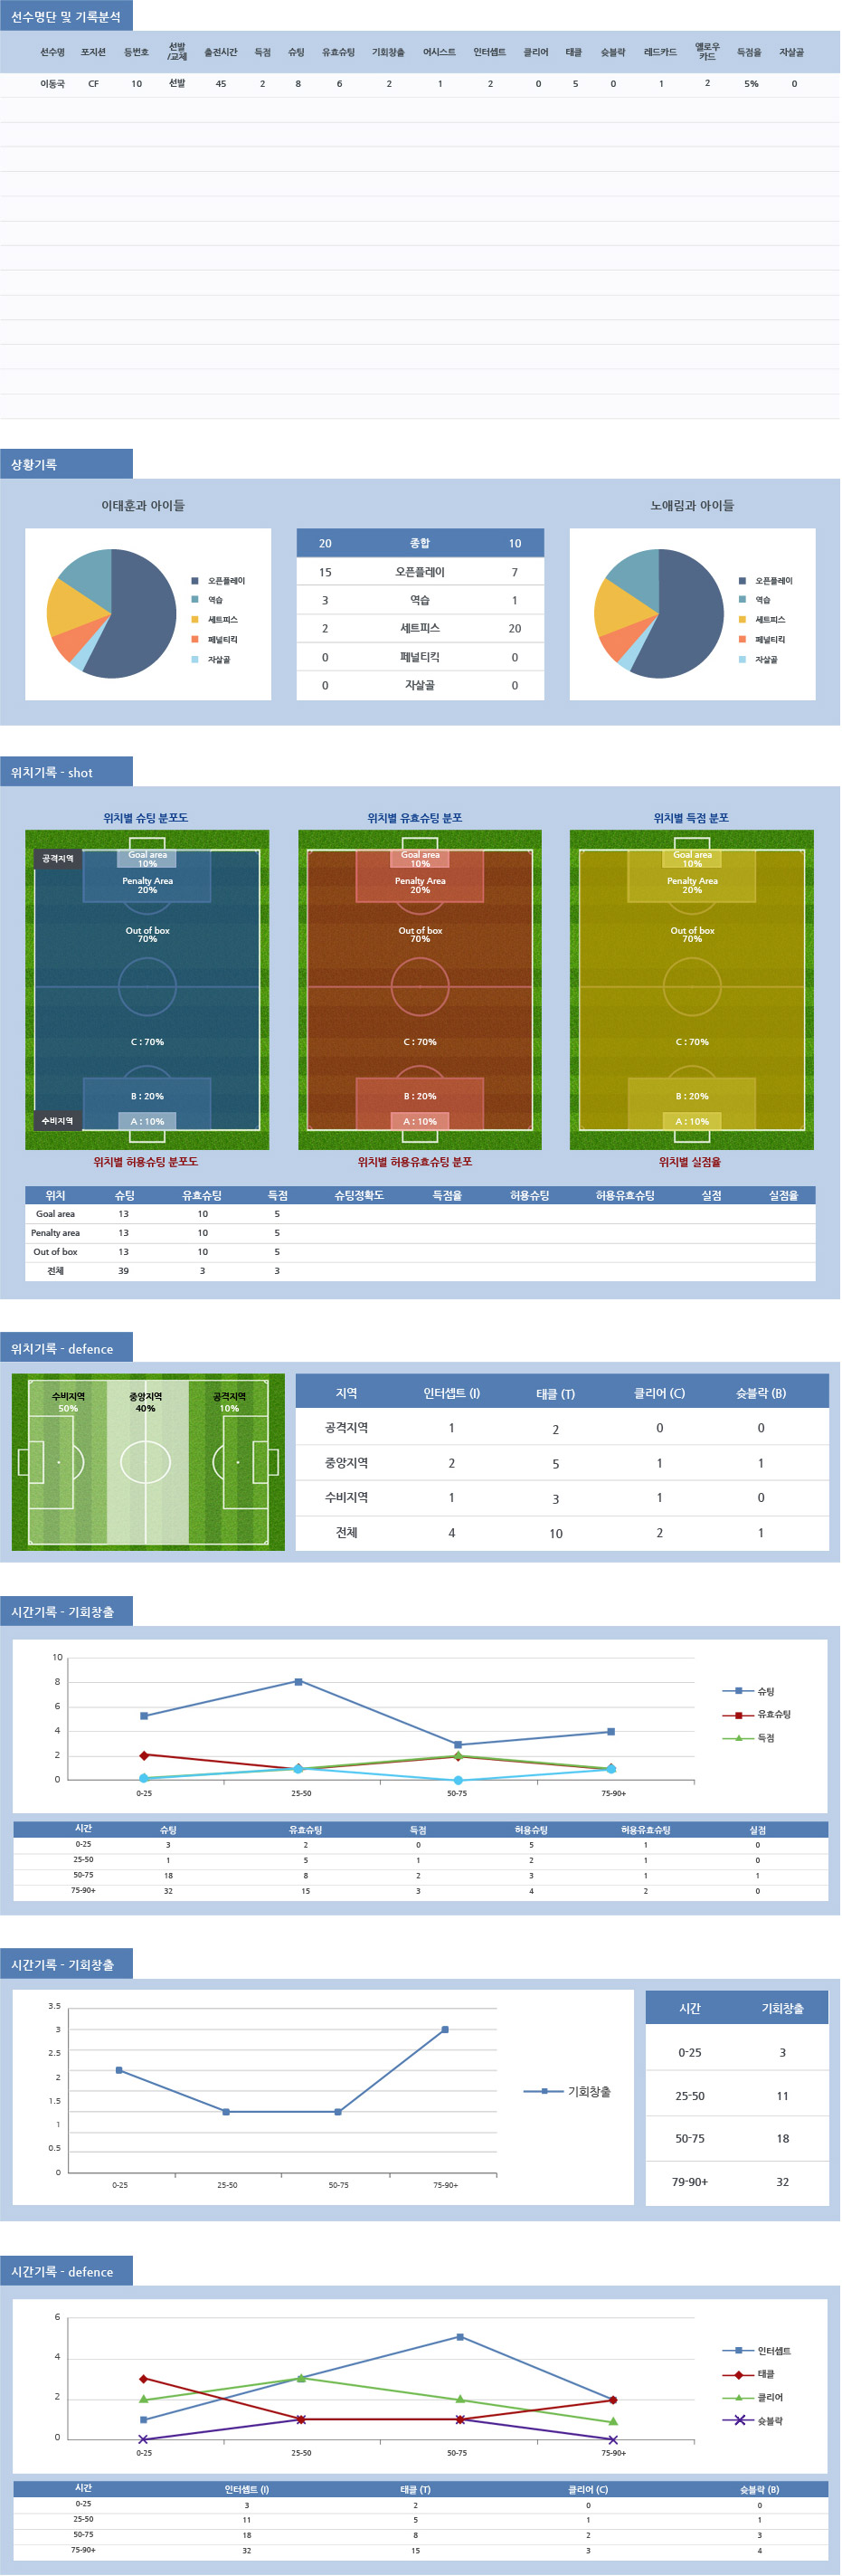 선수명단 및 기록분석
선수명 포지션 등번호 선발/교체 출전시간 득점 슈팅 유효슈팅 기회창출 어시스트 인터셉트 클리어 태클 슛블락 레드카드 옐로우카드 득점율 자살골
이동국 CF 10 선발 45 2 8 6 2 1 2 0 5 0 1 2 5% 0
상황기록
이태훈과 아이들
노애림과 아이들
오픈플레이
역습
세트피스
페널티킥
자살골
20 종합 10
15 오픈플레이 7
3 역습 1
2 세트피스 20
0 페널티킥 0
0 자살골 0
오픈플레이
역습
세트피스
페널티킥
자살골
위치기록 - shot
위치별 슈팅 분포도
위치별 유효슈팅 분포
위치별 득점 분포
공격지역
Goal area
10%
Penalty Area
20%
Out of box
70%
C : 70%
B : 20%
A : 10%
수비지역
Goal area
10%
Penalty Area
20%
Out of box
70%
C : 70%
B : 20%
A : 10%
Goal area
10%
Penalty Area
20%
Out of box
70%
C : 70%
B : 20%
A : 10%
위치별 허용슈팅 분포도
위치별 허용유효슈팅 분포
위치별 실점율
위치 슈팅 유효슈팅 득점 슈팅정확도 득점율 허용슈팅 허용유효슈팅 실점 실점율
Goal area 13 10 5
Penalty area 13 10 5
Out of box 13 10 5
전체 39 3 3
위치기록 - defence
수비지역
50%
중앙지역
40%
공격지역
10%
지역 인터셉트 (I) 태클 (T) 클리어 (C) 슛블락 (B)
공격지역 1 2 0 0
중앙지역 2 5 1 1
수비지역 1 3 1 0
전체 4 10 2 1
시간기록 - 기회창출
10
8
6
4
2
0
0-25 25-50 50-75 75-90+
슈팅
유효슈팅
득점
시간 슈팅 유효슈팅 득점 허용슈팅 허용유효슈팅 실점
0-25 3 2 0 5 1 0
25-50 1 5 1 2 1 0
50-75 18 8 2 3 1 1
75-90+ 32 15 3 4 2 0
시간기록 - 기회창출
3.5
3
2.5
2
1.5
1
0.5
0
0-25 25-50 50-75 75-90+
기회창출
시간 기회창출
0-25 3
25-50 11
50-75 18
79-90+ 32
시간기록 - defence
6
4
2
0
0-25 25-50 50-75 75-90+
인터셉트
태클
클리어
슛블락
시간 인터셉트 (I) 태클 (T) 클리어 (C) 슛블락 (B)
0-25 3 2 0 0
25-50 11 5 1 1
50-75 18 8 2 3
75-90+ 32 15 3 4